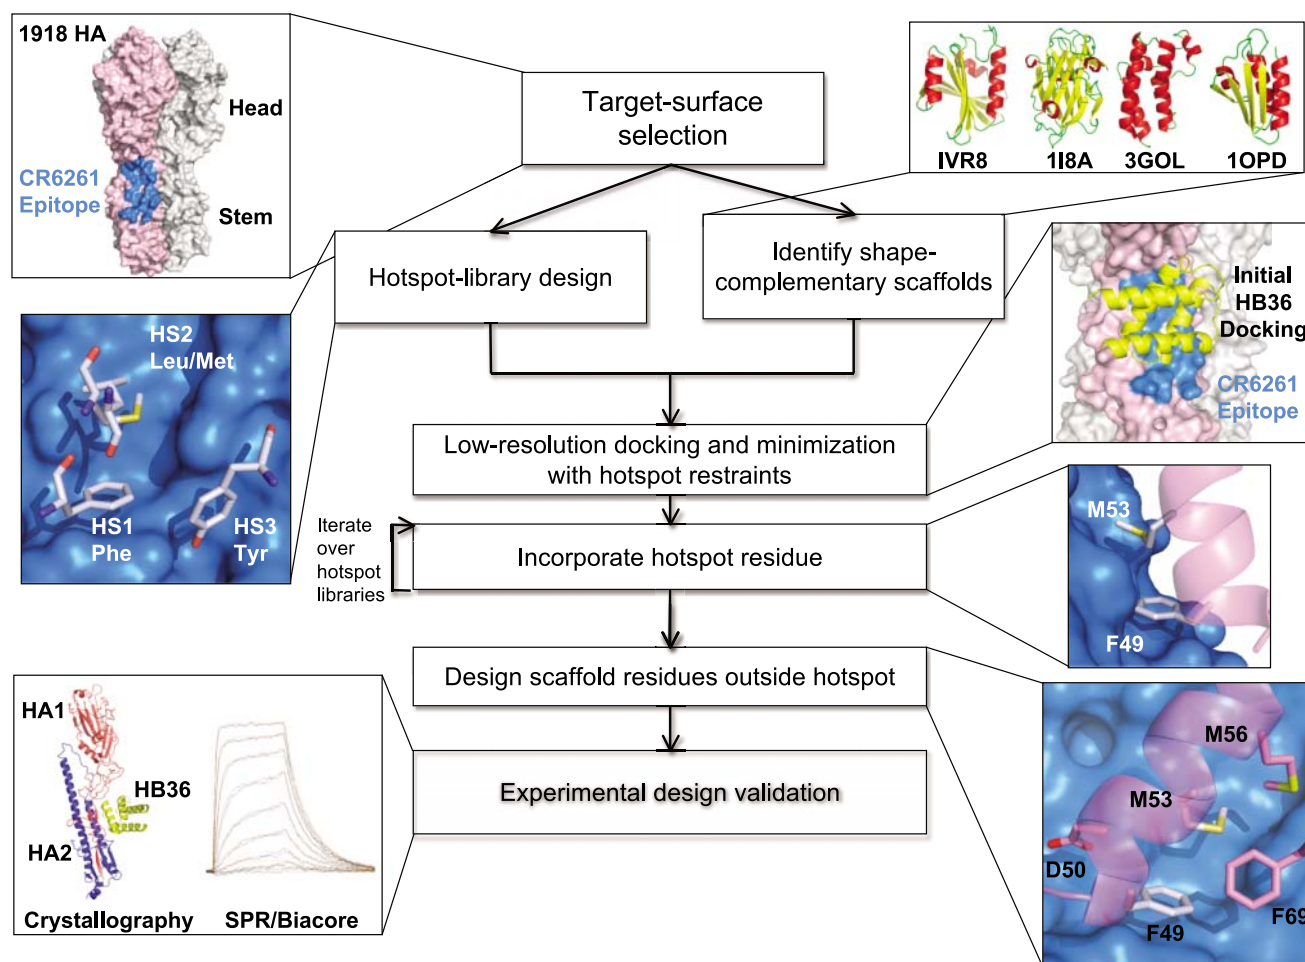 1918 HA
Head
CR6261
Epitope
Stem
Target-surface
selection
IVR8
1I8A
3GOL
1OPD
Hotspot-library design
Identify shape-
complementary scaffolds
HS2
Leu/Met
HS1
Phe
HS3
Tyr
Initial
HB36
Docking
CR6261
Epitope
Low-resolution docking and minimization
with hotspot restraints
Iterate
over
hotspot
libraries
Incorporate hotspot residue
M53
F49
Design scaffold residues outside hotspot
HA1
HB36
HA2
Crystallography
SPR/Biacore
Experimental design validation
M56
M53
D50
F49
F69